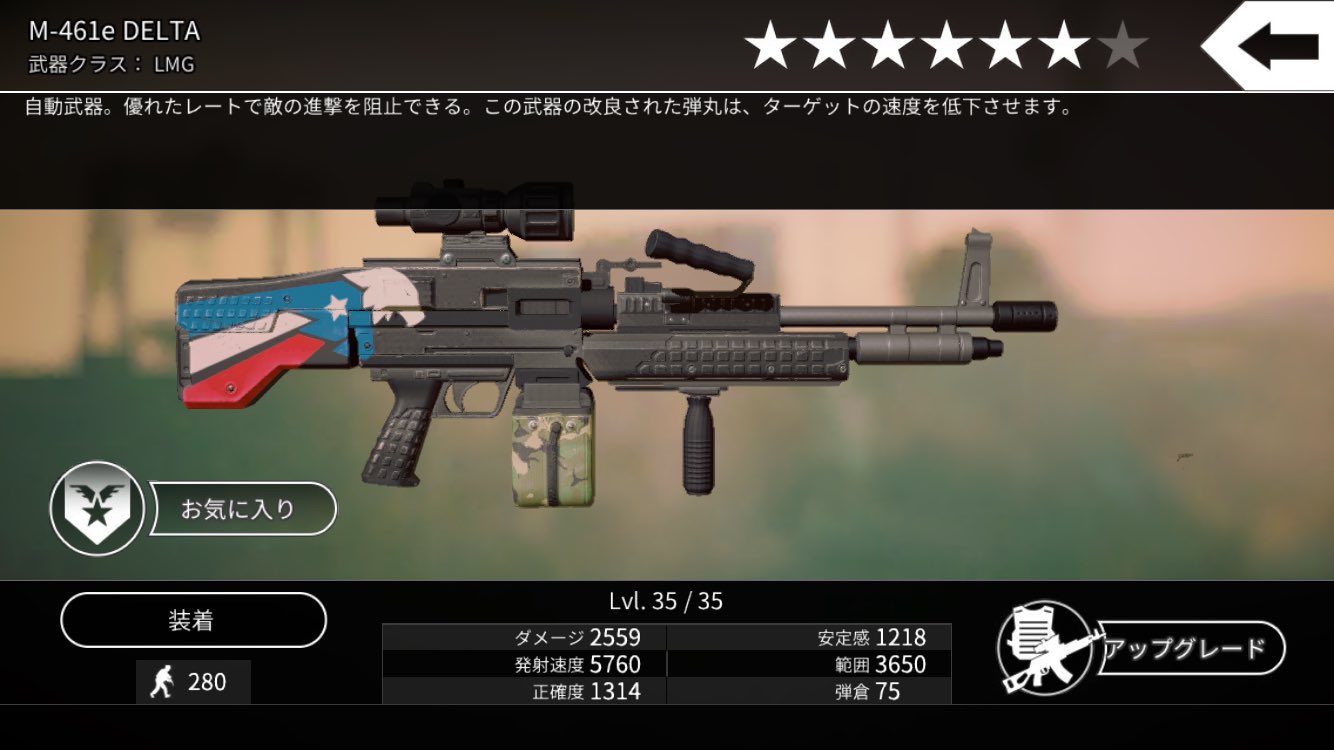 M-461e DELTA
武器クラス： LMG
自動武器。優れたレートで敵の進撃を阻止できる。この武器の改良された弾丸は、ターゲットの速度を低下させます。
お気に入り
装着
280
Lvl. 35 / 35
ダメージ 2559
安定感 1218
発射速度 5760
範囲 3650
正確度 1314
弾倉 75
アップグレード